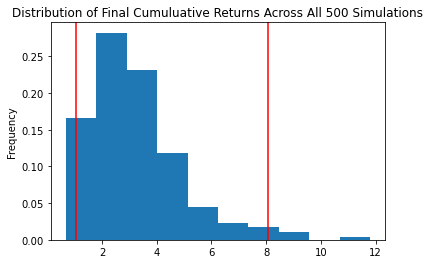 Distribution of Final Cumuluative Returns Across All 500 Simulations
Frequency
0.25
0.20
0.15
0.10
0.05
0.00
2 4 6 8 10 12